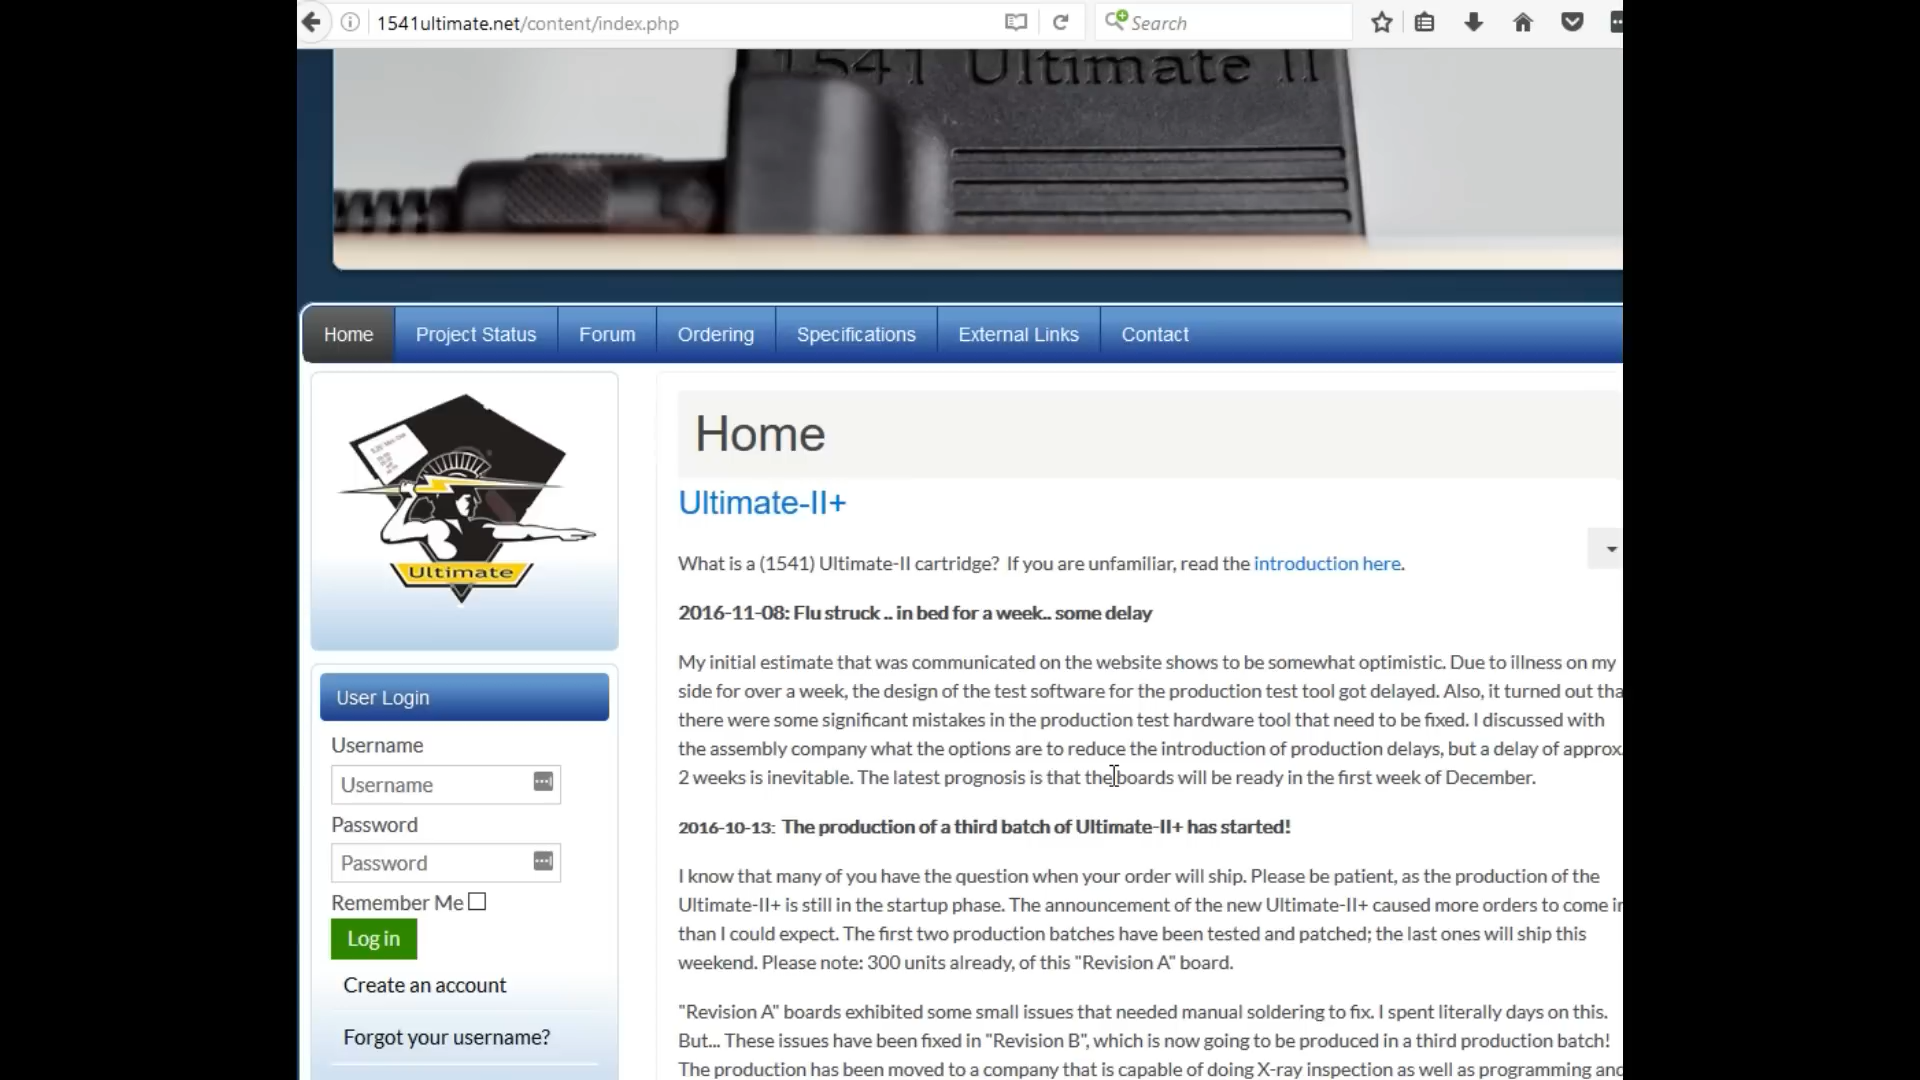 1541ultimate.net/content/index.php
Search
1541 Ultimate II
Home
Project Status
Forum
Ordering
Specifications
External Links
Contact
Ultimate
User Login
Username
Username
Password
Password
Remember Me
Log in
Create an account
Forgot your username?
Home
Ultimate-II+
What is a (1541) Ultimate-II cartridge? If you are unfamiliar, read the introduction here.
2016-11-08: Flu struck .. in bed for a week.. some delay
My initial estimate that was communicated on the website shows to be somewhat optimistic. Due to illness on my
side for over a week, the design of the test software for the production test tool got delayed. Also, it turned out tha
there were some significant mistakes in the production test hardware tool that need to be fixed. I discussed with
the assembly company what the options are to reduce the introduction of production delays, but a delay of approx.
2 weeks is inevitable. The latest prognosis is that the boards will be ready in the first week of December.
2016-10-13: The production of a third batch of Ultimate-II+ has started!
I know that many of you have the question when your order will ship. Please be patient, as the production of the
Ultimate-II+ is still in the startup phase. The announcement of the new Ultimate-II+ caused more orders to come in
than I could expect. The first two production batches have been tested and patched; the last ones will ship this
weekend. Please note: 300 units already, of this "Revision A" board.
"Revision A" boards exhibited some small issues that needed manual soldering to fix. I spent literally days on this.
But... These issues have been fixed in "Revision B", which is now going to be produced in a third production batch!
The production has been moved to a company that is capable of doing X-ray inspection as well as programming and